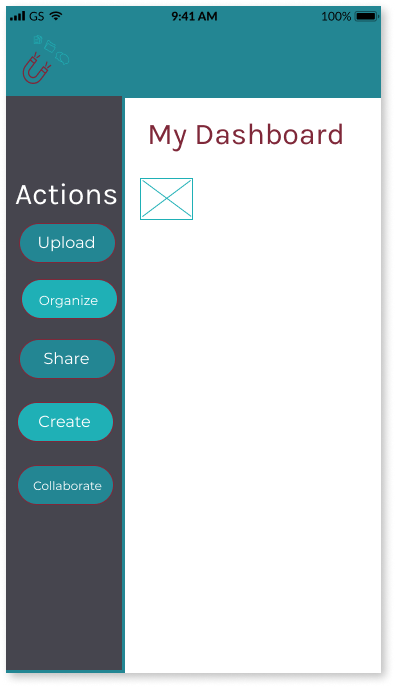 GS 9:41 AM 100%
My Dashboard
Actions
Upload
Organize
Share
Create
Collaborate